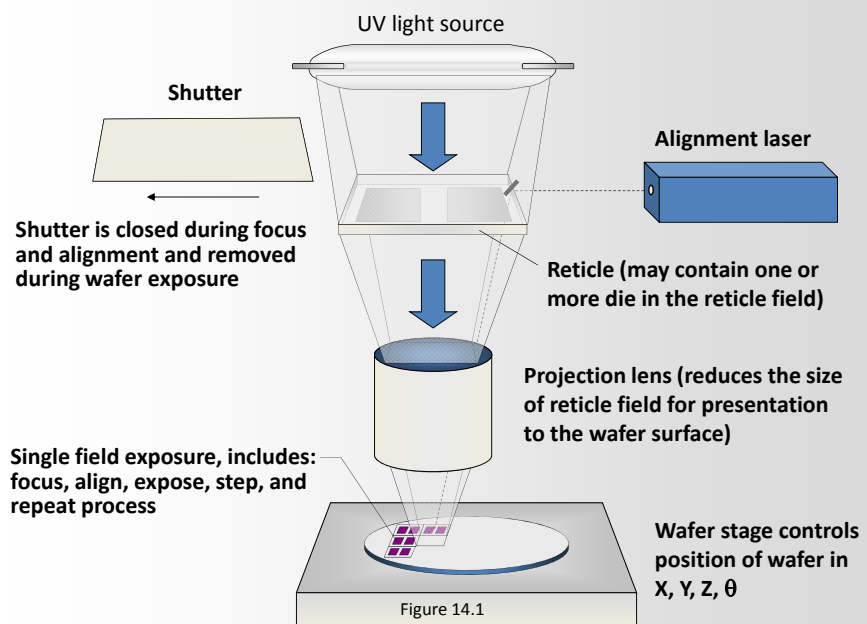 UV light source
Shutter
Alignment laser
Shutter is closed during focus
and alignment and removed
during wafer exposure
Reticle (may contain one or
more die in the reticle field)
Projection lens (reduces the size
of reticle field for presentation
to the wafer surface)
Single field exposure, includes:
focus, align, expose, step, and
repeat process
Wafer stage controls
position of wafer in
X, Y, Z, θ
Figure 14.1